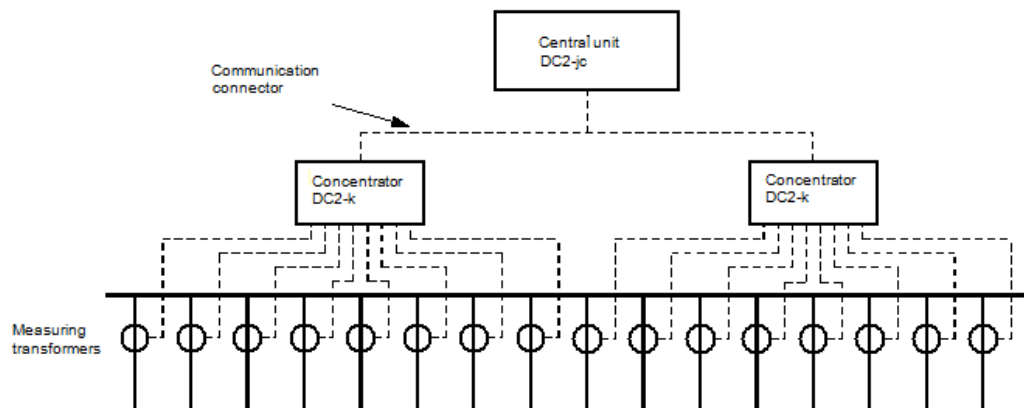 Central unit
DC2-jc
Communication
connector
Concentrator
DC2-k
Concentrator
DC2-k
Measuring
transformers